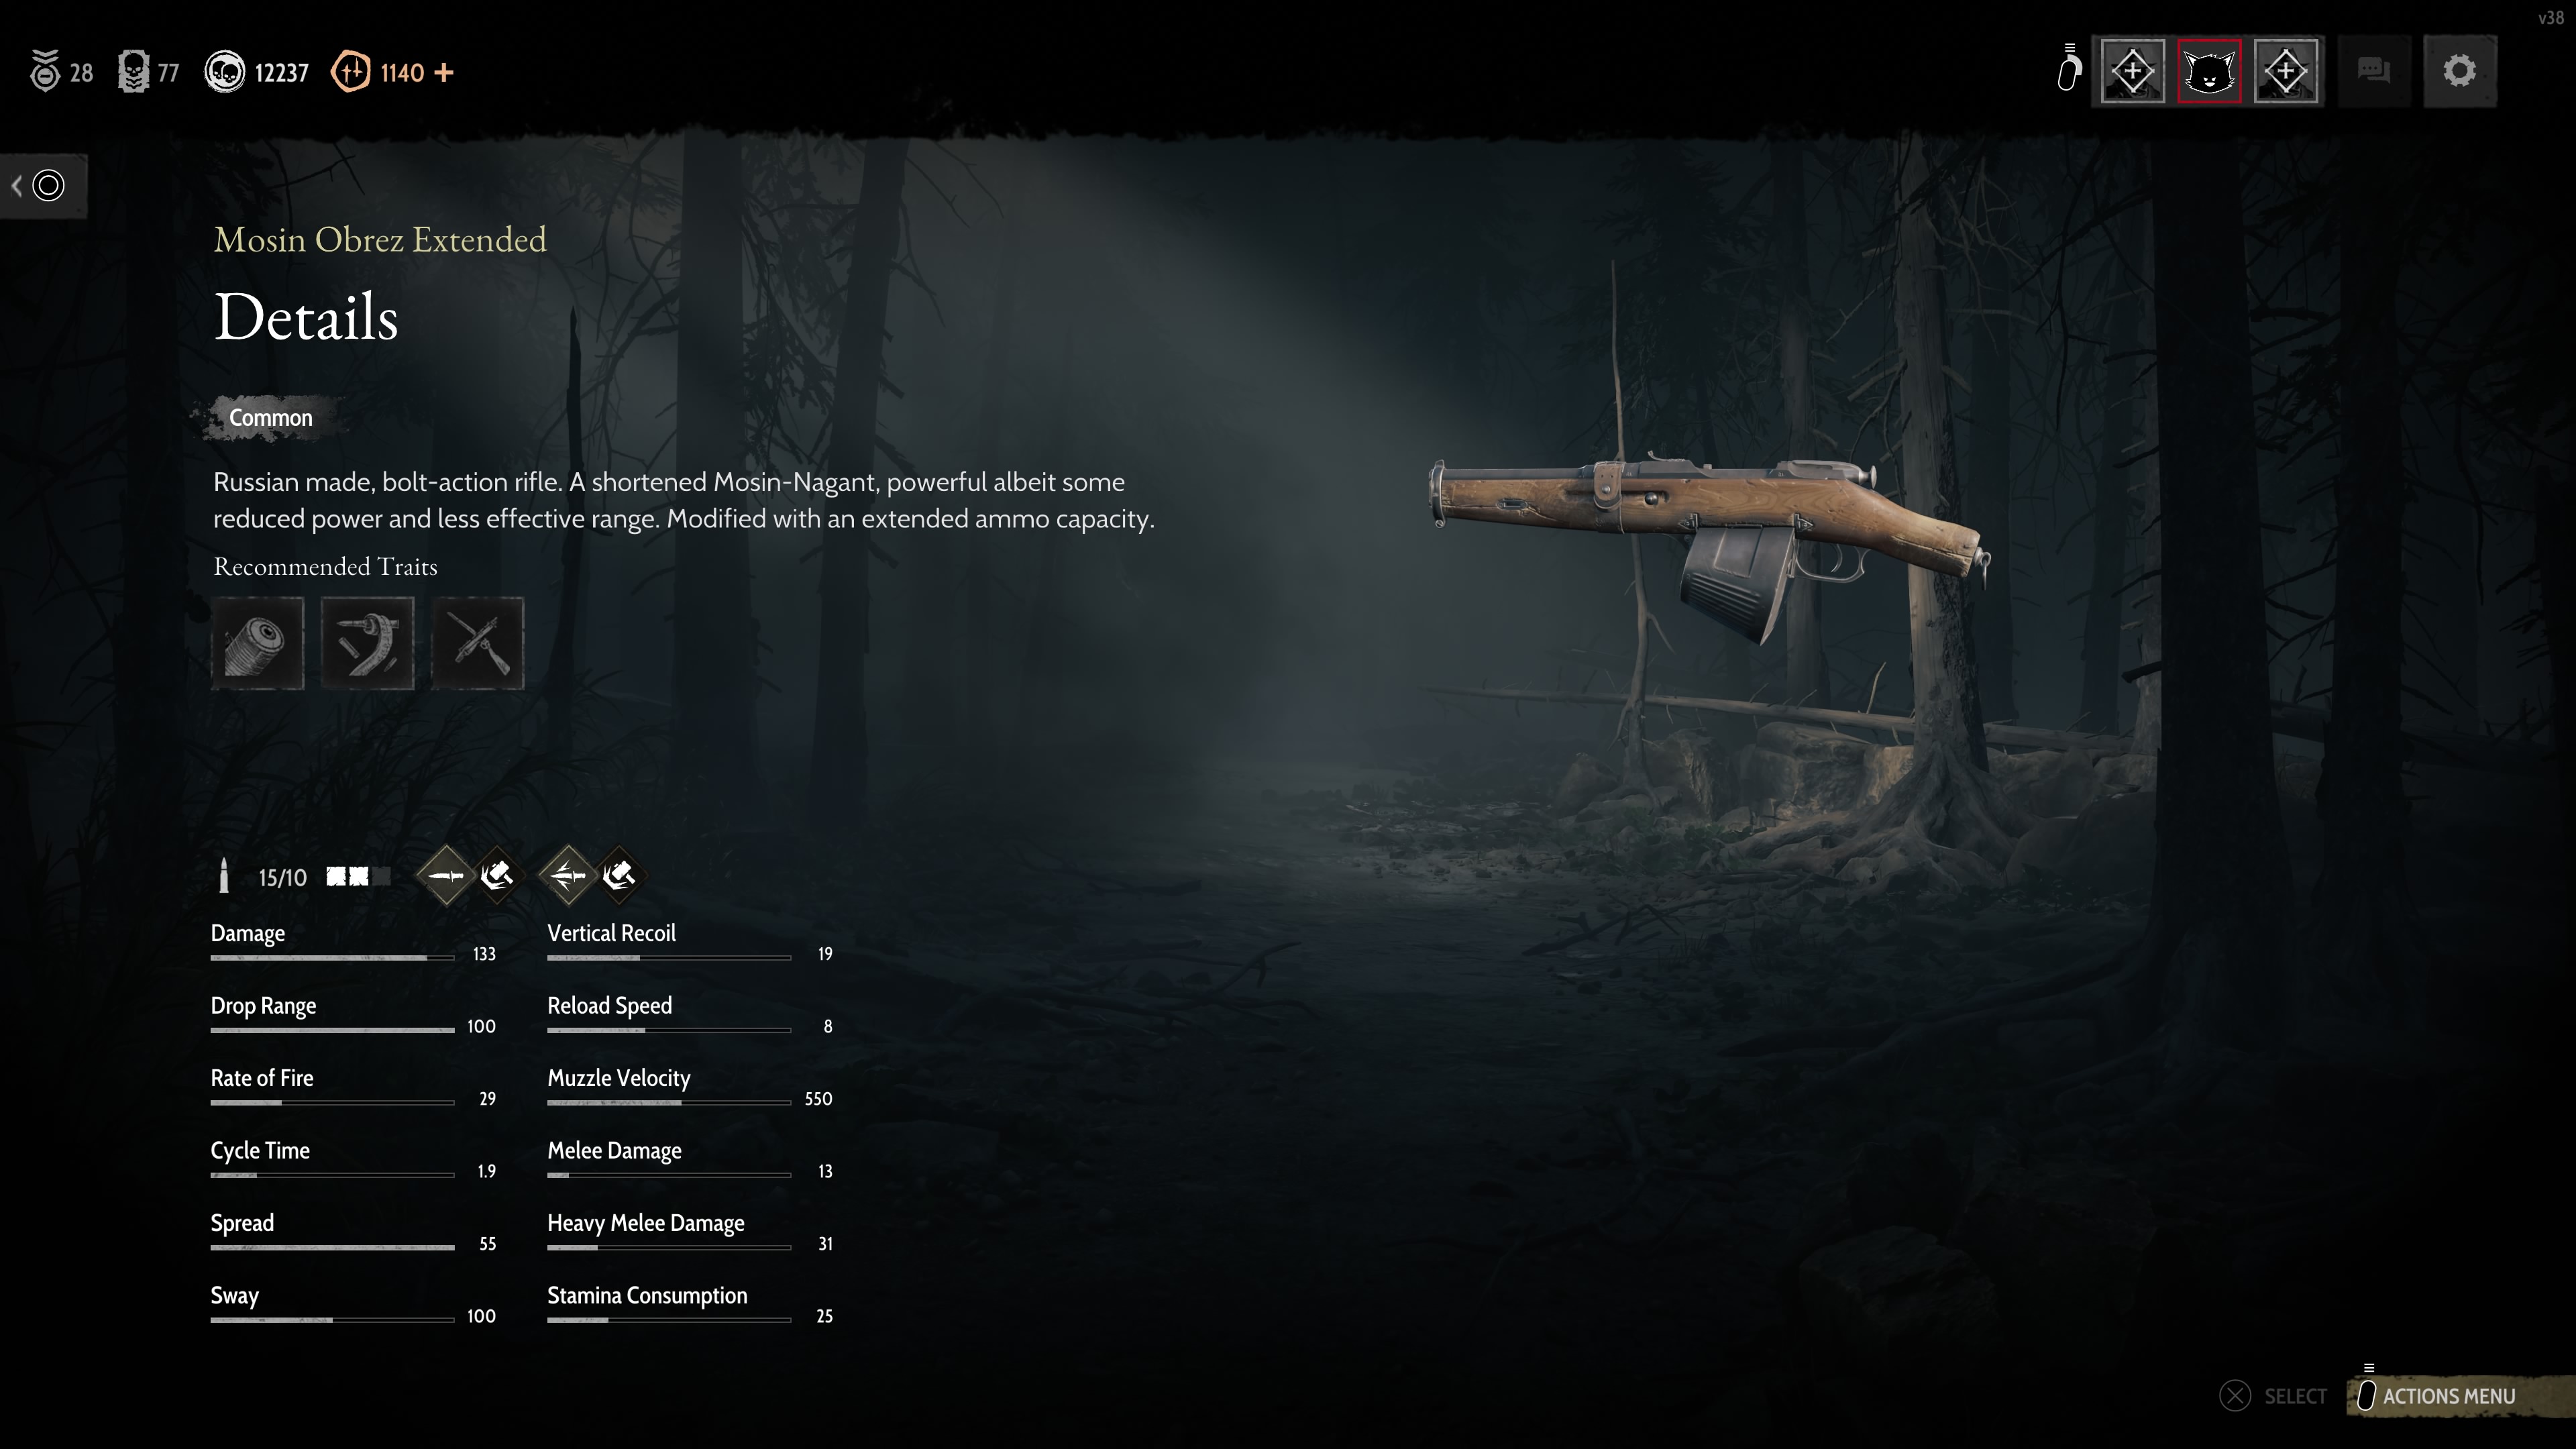 v38
28 77 12237 1140 +
Mosin Obrez Extended
Details
Common
Russian made, bolt-action rifle. A shortened Mosin-Nagant, powerful albeit some
reduced power and less effective range. Modified with an extended ammo capacity.
Recommended Traits
15/10
Damage 133
Vertical Recoil 19
Drop Range 100
Reload Speed 8
Rate of Fire 29
Muzzle Velocity 550
Cycle Time 1.9
Melee Damage 13
Spread 55
Heavy Melee Damage 31
Sway 100
Stamina Consumption 25
SELECT
ACTIONS MENU